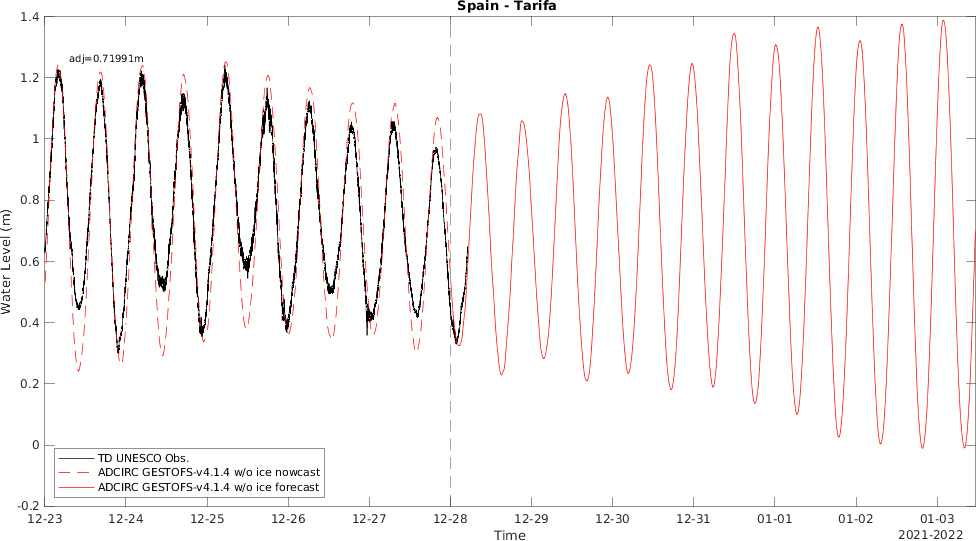 Spain - Tarifa
adj=0.71991m
1.4
1.2
1
0.8
0.6
0.4
0.2
0
-0.2
Water Level (m)
TD UNESCO Obs.
ADCIRC GESTOFS-v4.1.4 w/o ice nowcast
ADCIRC GESTOFS-v4.1.4 w/o ice forecast
12-23 12-24 12-25 12-26 12-27 12-28 12-29 12-30 12-31 01-01 01-02 01-03
Time
2021-2022